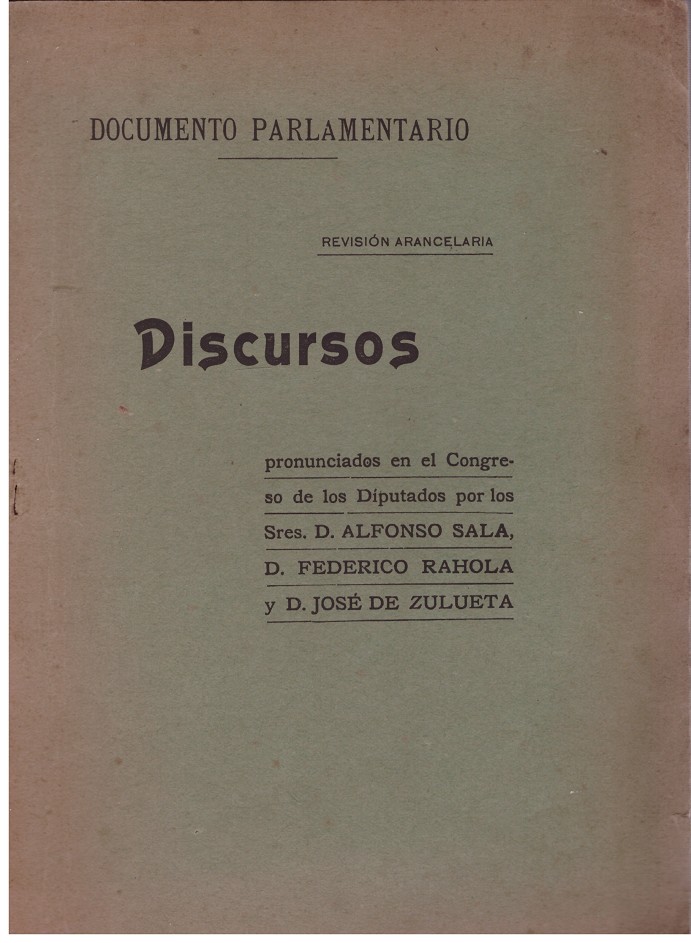 DOCUMENTO PARLAMENTARIO
REVISIÓN ARANCELARIA
Discursos
pronunciados en el Congre-
so de los Diputados por los
Sres. D. ALFONSO SALA,
D. FEDERICO RAHOLA
y D. JOSÉ DE ZULUETA